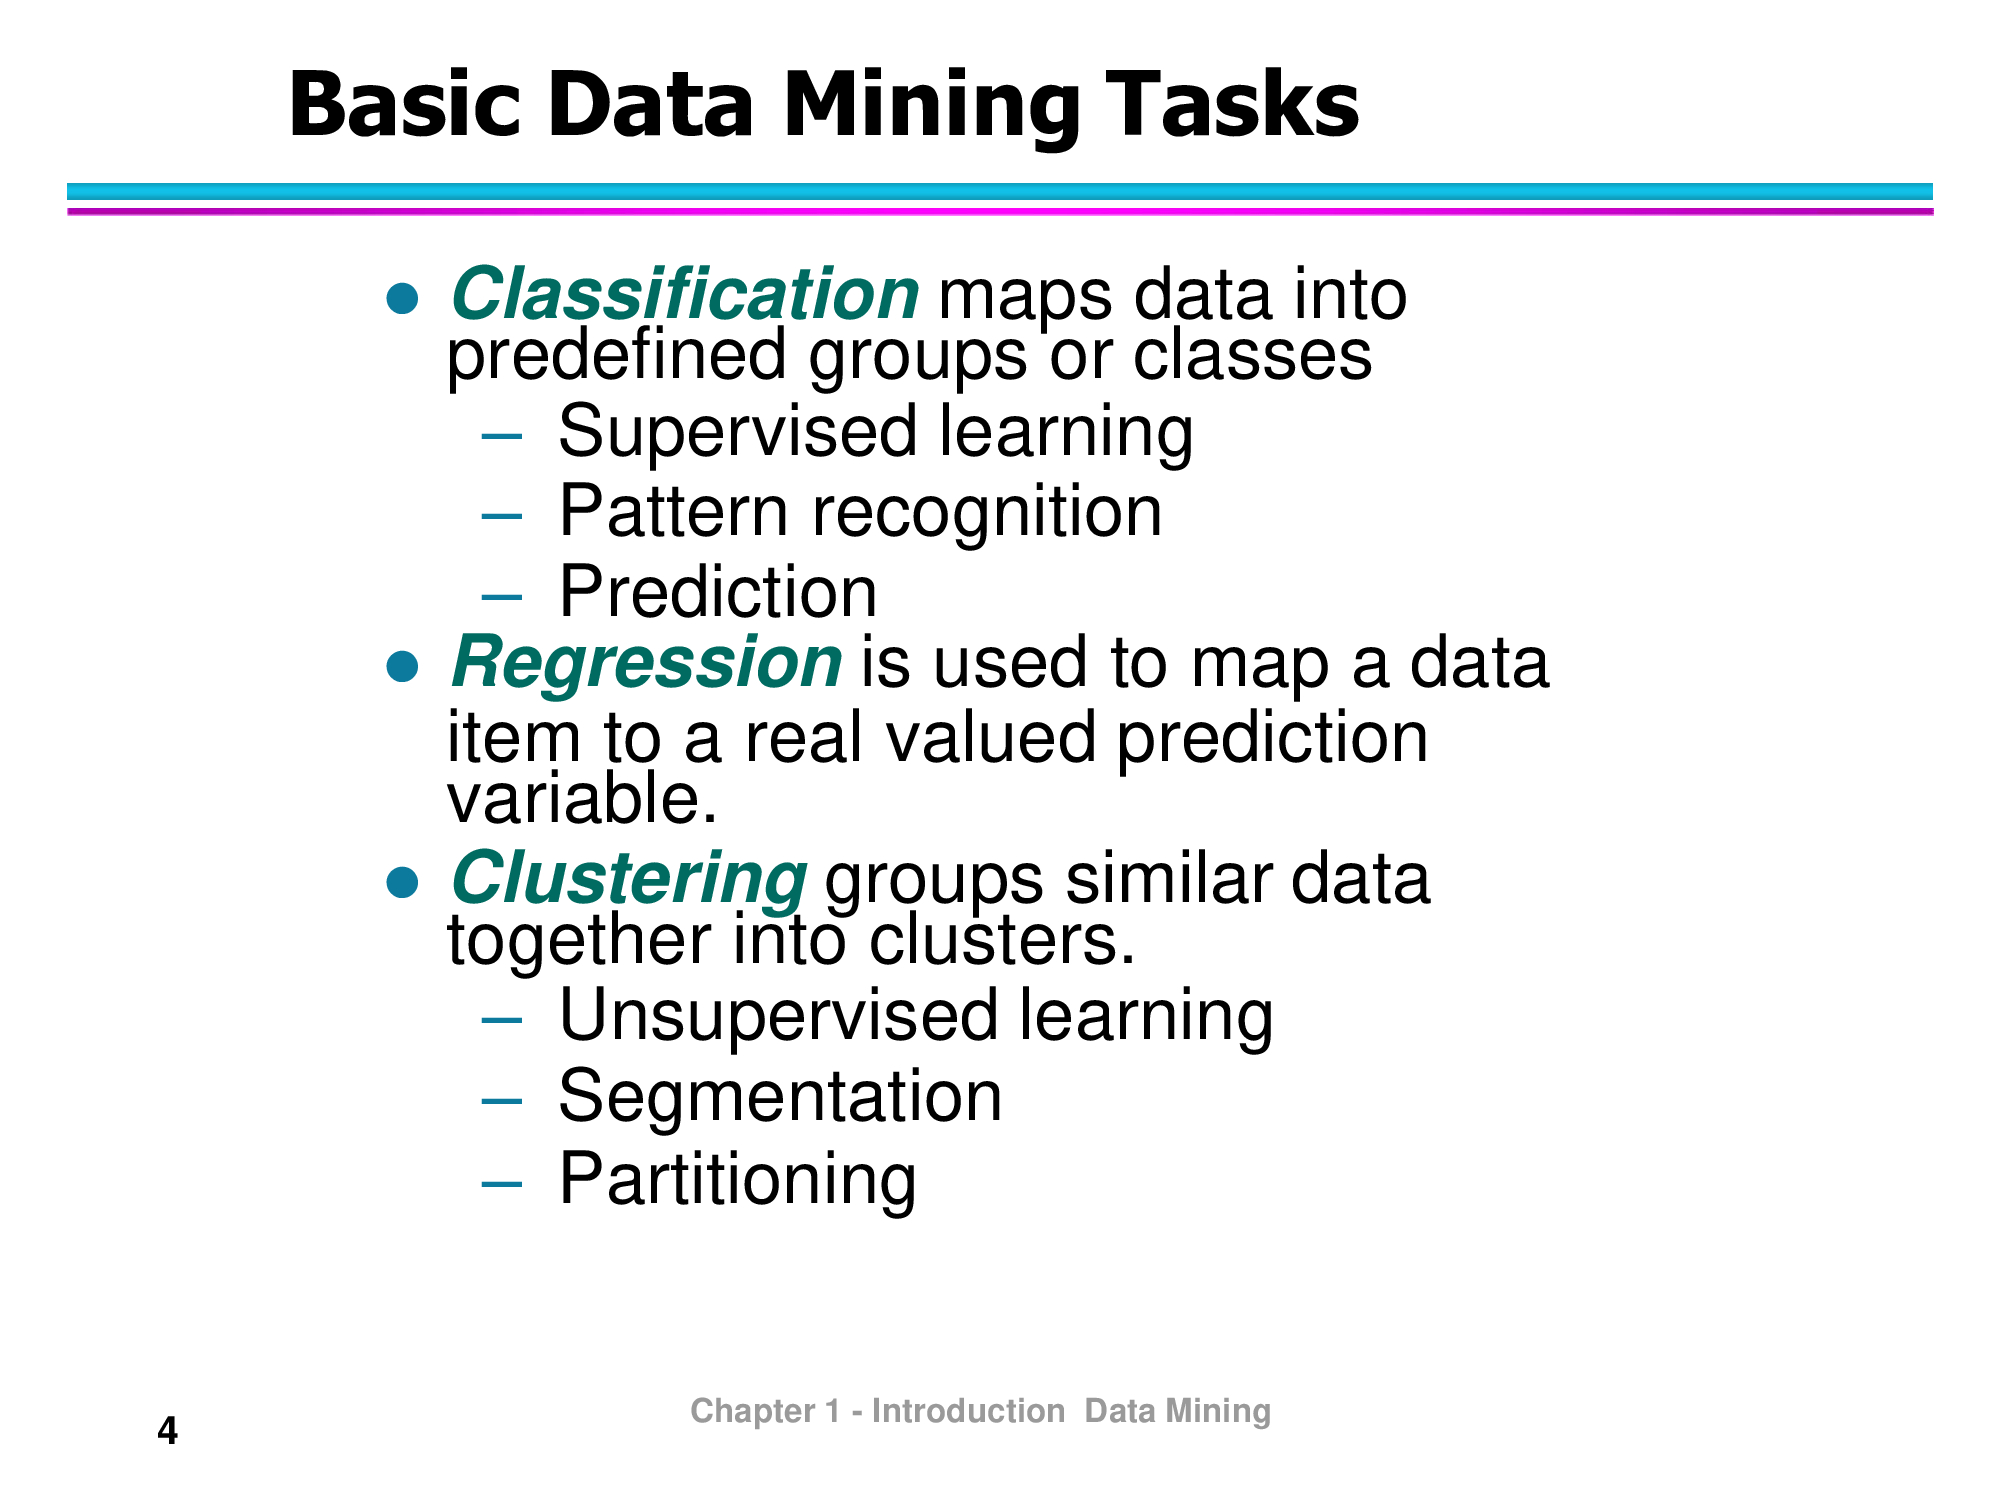 Basic Data Mining Tasks
● Classification maps data into
predefined groups or classes
– Supervised learning
– Pattern recognition
– Prediction
● Regression is used to map a data
item to a real valued prediction
variable.
● Clustering groups similar data
together into clusters.
– Unsupervised learning
– Segmentation
– Partitioning
Chapter 1 - Introduction  Data Mining
4